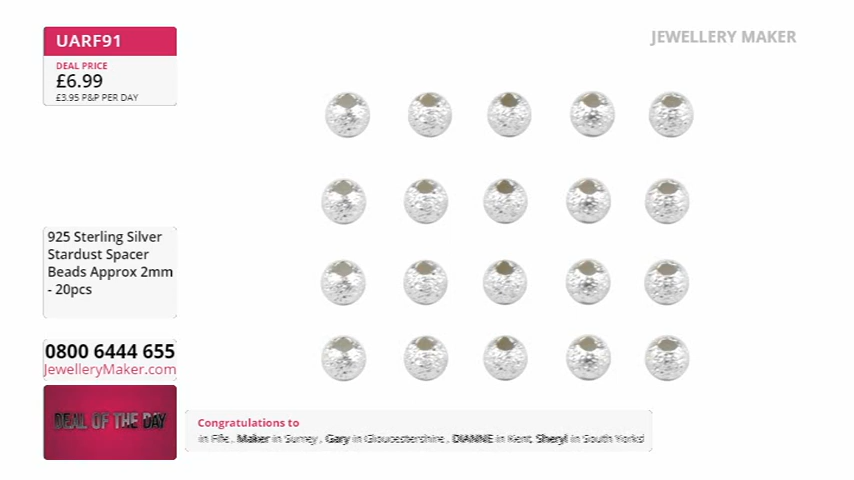 UARF91
DEAL PRICE
£6.99
£3.95 P&P PER DAY
JEWELLERY MAKER
925 Sterling Silver
Stardust Spacer
Beads Approx 2mm
- 20pcs
0800 6444 655
JewelleryMaker.com
DEAL OF THE DAY
Congratulations to
in Fife, Maker in Surrey, Gary in Gloucestershire, DIANNE in Kent, Sheryl in South Yorks